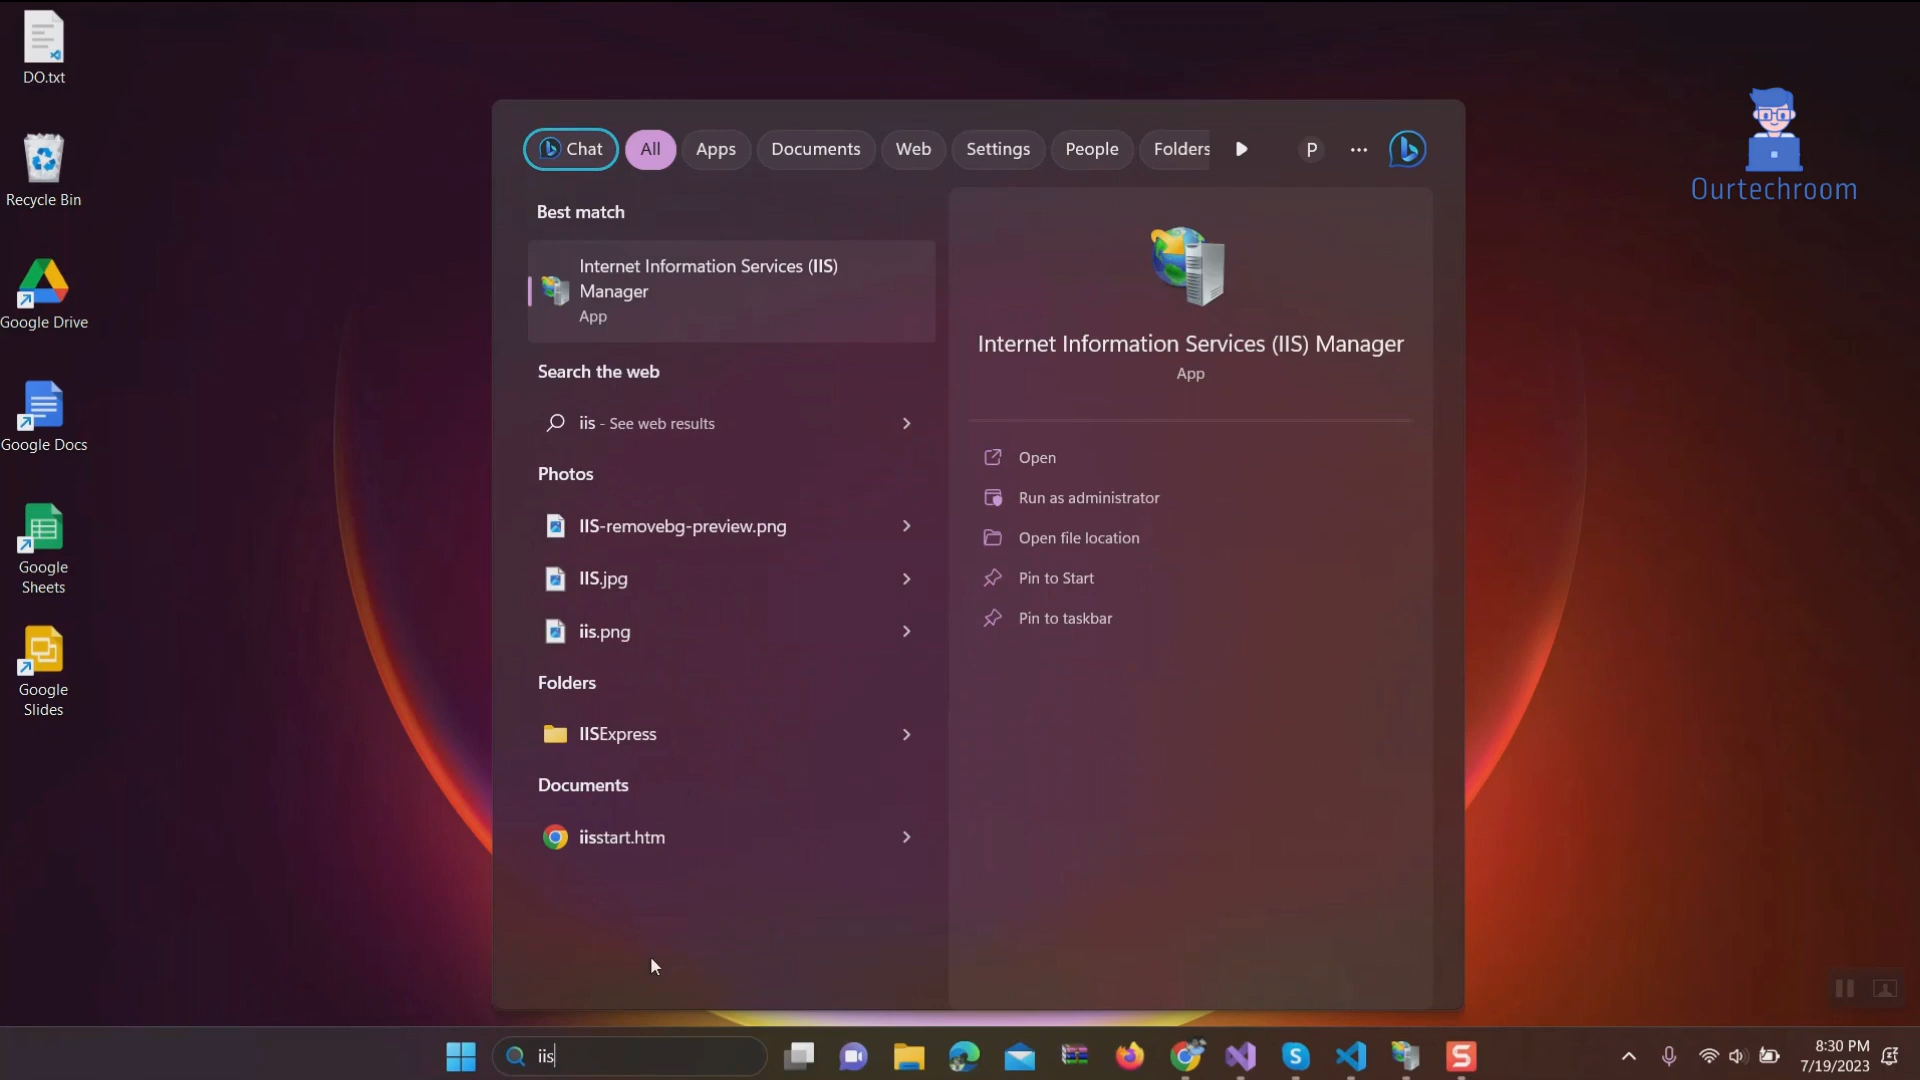 DO.txt
Recycle Bin
Google Drive
Google Docs
Google
Sheets
Google
Slides
Chat
All
Apps
Documents
Web
Settings
People
Folders
P
Best match
Internet Information Services (IIS)
Manager
App
Search the web
iis - See web results
Photos
IIS-removebg-preview.png
IIS.jpg
iis.png
Folders
IISExpress
Documents
iisstart.htm
Internet Information Services (IIS) Manager
App
Open
Run as administrator
Open file location
Pin to Start
Pin to taskbar
Ourtechroom
iis
8:30 PM
7/19/2023